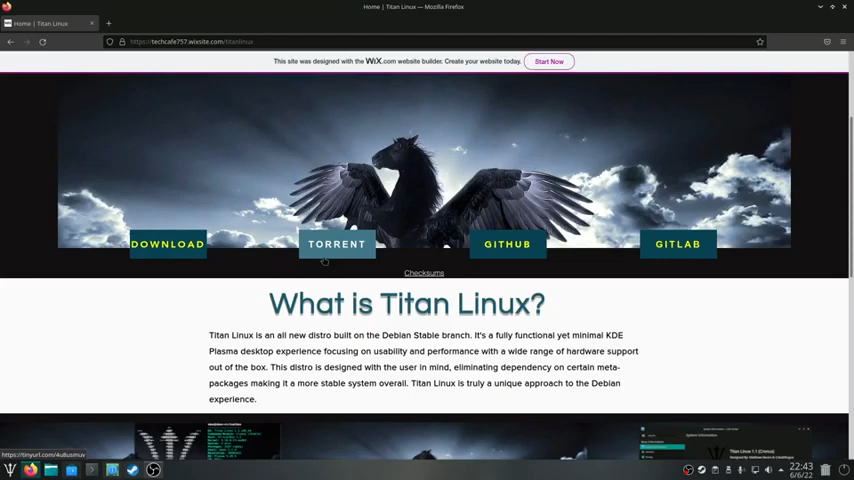 Home | Titan Linux — Mozilla Firefox
Home | Titan Linux
https://techcafe757.wixsite.com/titanlinux
This site was designed with the WiX.com website builder. Create your website today.
Start Now
DOWNLOAD
TORRENT
GITHUB
GITLAB
Checksums
What is Titan Linux?
Titan Linux is an all new distro built on the Debian Stable branch. It's a fully functional yet minimal KDE
Plasma desktop experience focusing on usability and performance with a wide range of hardware support
out of the box. This distro is designed with the user in mind, eliminating dependency on certain meta-
packages making it a more stable system overall. Titan Linux is truly a unique approach to the Debian
experience.
22:43
6/6/22